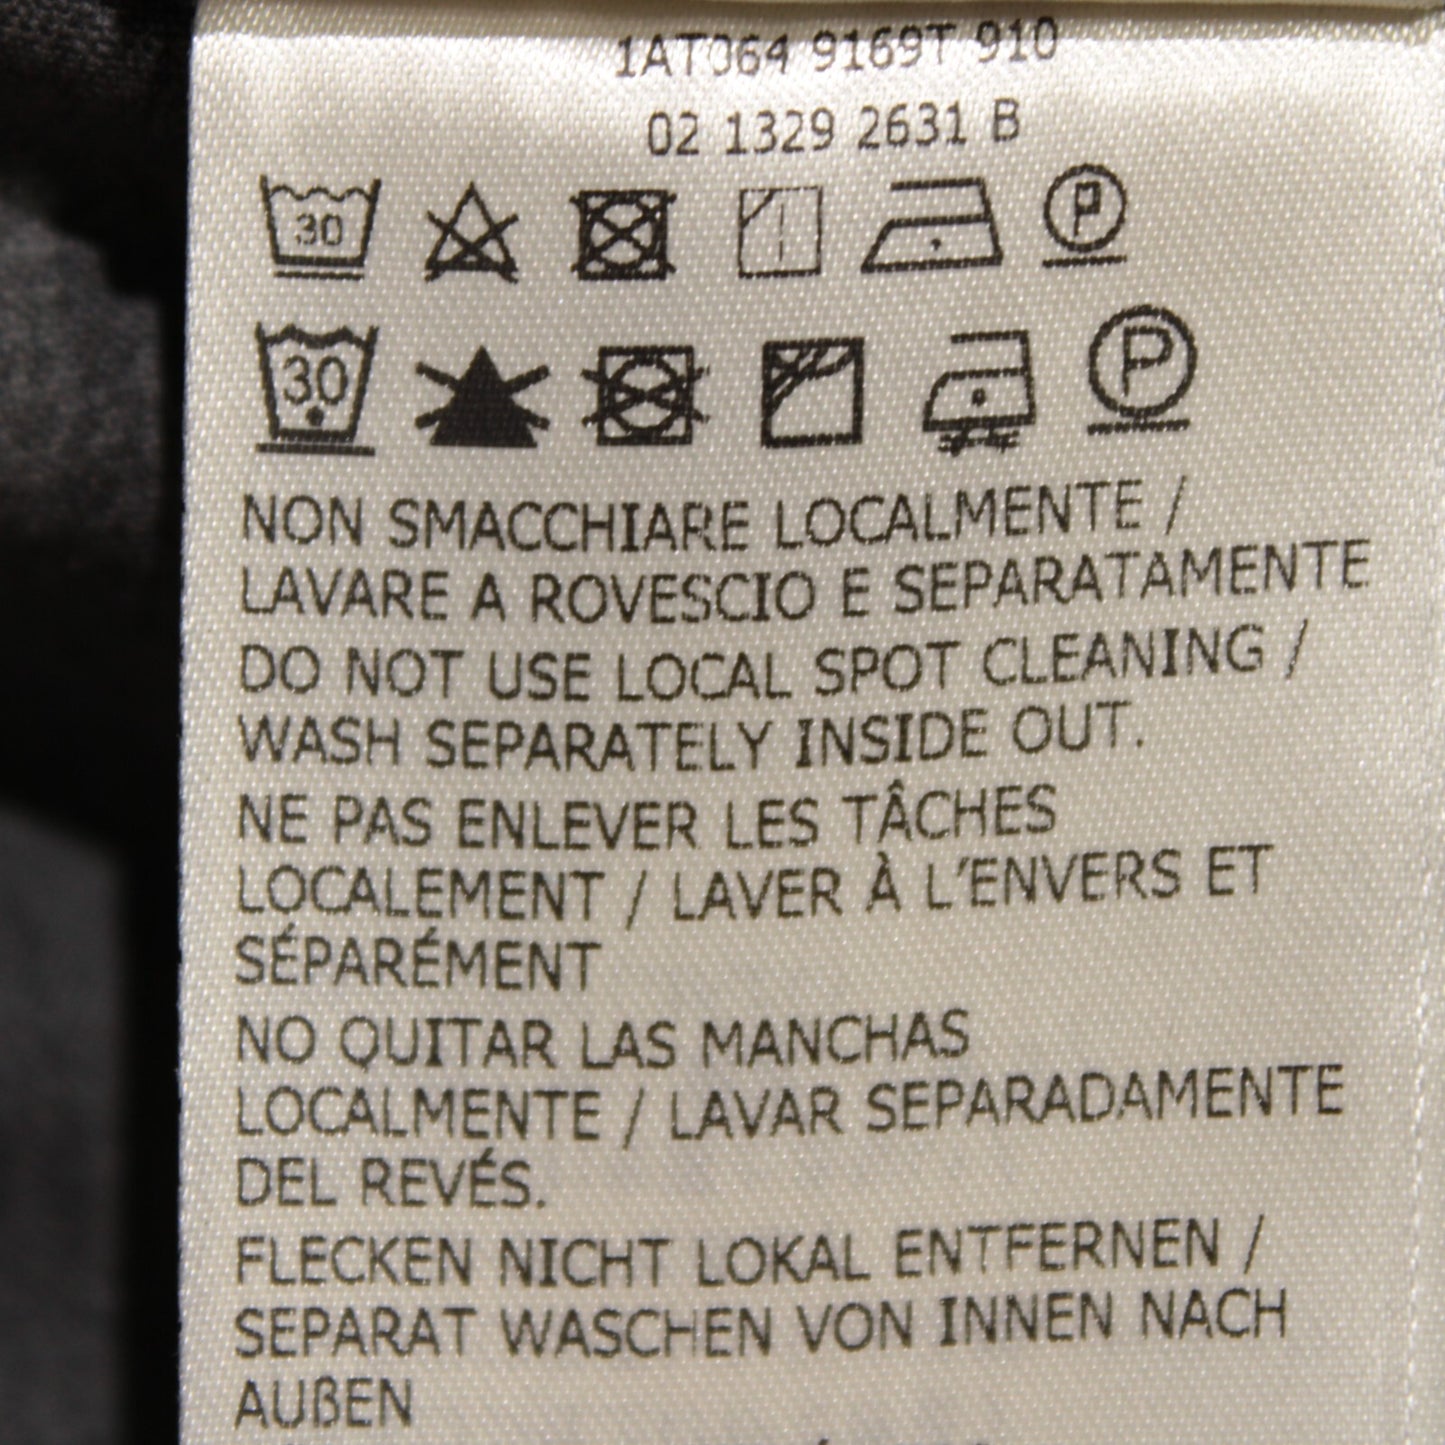 1AT064 9169T 910
02 1329 2631 B
30 P
30 P
NON SMACCHIARE LOCALMENTE /
LAVARE A ROVESCIO E SEPARATAMENTE
DO NOT USE LOCAL SPOT CLEANING /
WASH SEPARATELY INSIDE OUT.
NE PAS ENLEVER LES TÂCHES
LOCALEMENT / LAVER À L'ENVERS ET
SÉPARÉMENT
NO QUITAR LAS MANCHAS
LOCALMENTE / LAVAR SEPARADAMENTE
DEL REVÉS.
FLECKEN NICHT LOKAL ENTFERNEN /
SEPARAT WASCHEN VON INNEN NACH
AUßEN